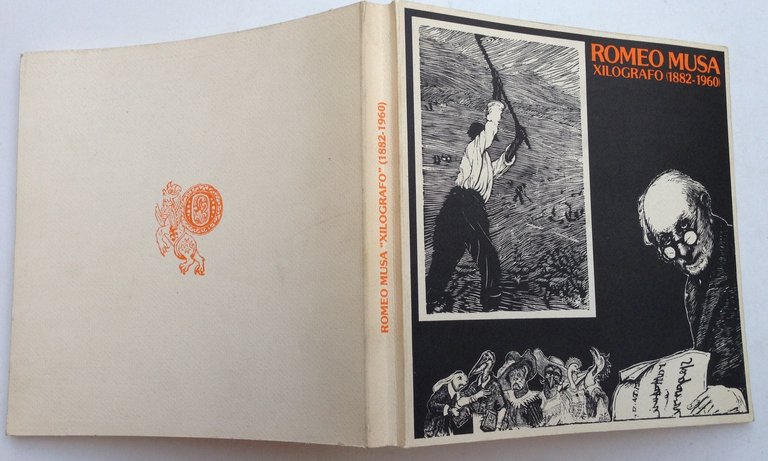 ROMEO MUSA
XILOGRAFO (1882-1960)
ROMEO MUSA "XILOGRAFO" (1882-1960)